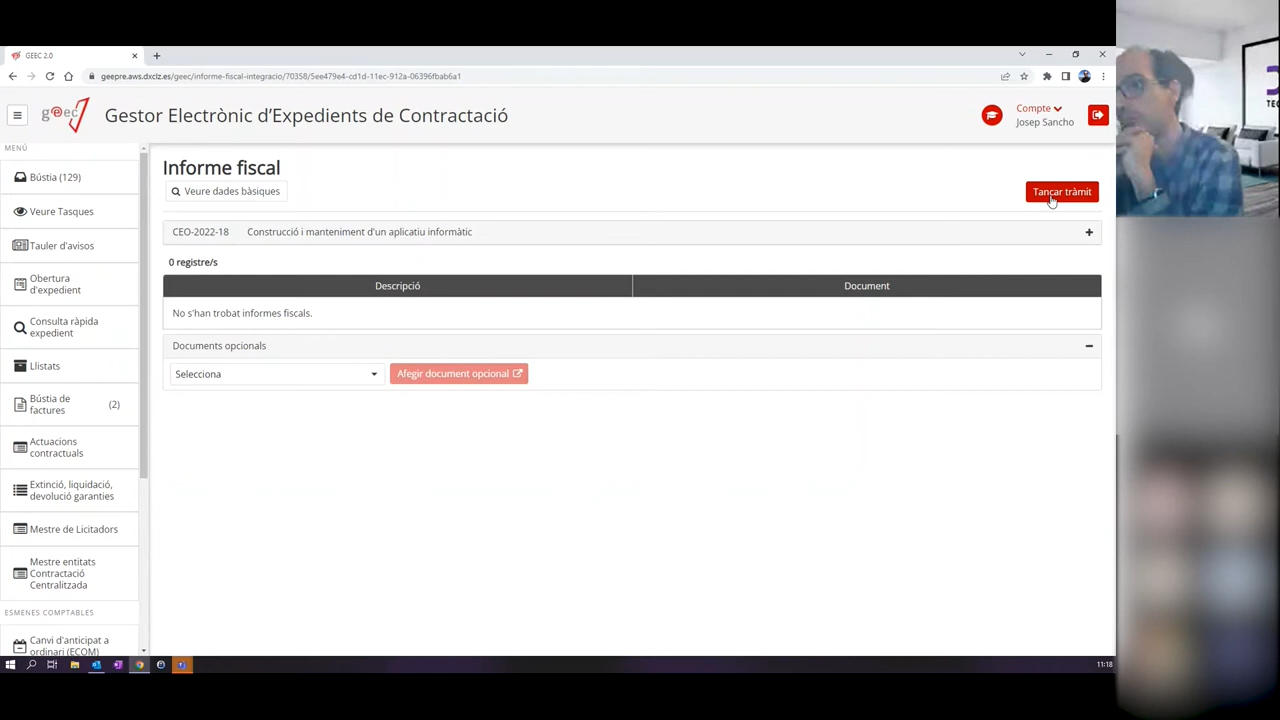 GEEC 2.0
geepre.aws.dxclz.es/geec/informe-fiscal-integracio/70358/5ee479e4-cd1d-11ec-912a-06396fbab6a1
geec
Gestor Electrònic d'Expedients de Contractació
Compte
Josep Sancho
MENÚ
Bústia (129)
Veure Tasques
Tauler d'avisos
Obertura
d'expedient
Consulta ràpida
expedient
Llistats
Bústia de
factures (2)
Actuacions
contractuals
Extinció, liquidació,
devolució garanties
Mestre de Licitadors
Mestre entitats
Contractació
Centralitzada
ESMENES COMPTABLES
Canvi d'anticipat a
ordinari (ECOM)
Informe fiscal
Veure dades bàsiques
Tancar tràmit
CEO-2022-18 Construcció i manteniment d'un aplicatiu informàtic
0 registre/s
Descripció Document
No s'han trobat informes fiscals.
Documents opcionals
Selecciona Afegir document opcional
11:18